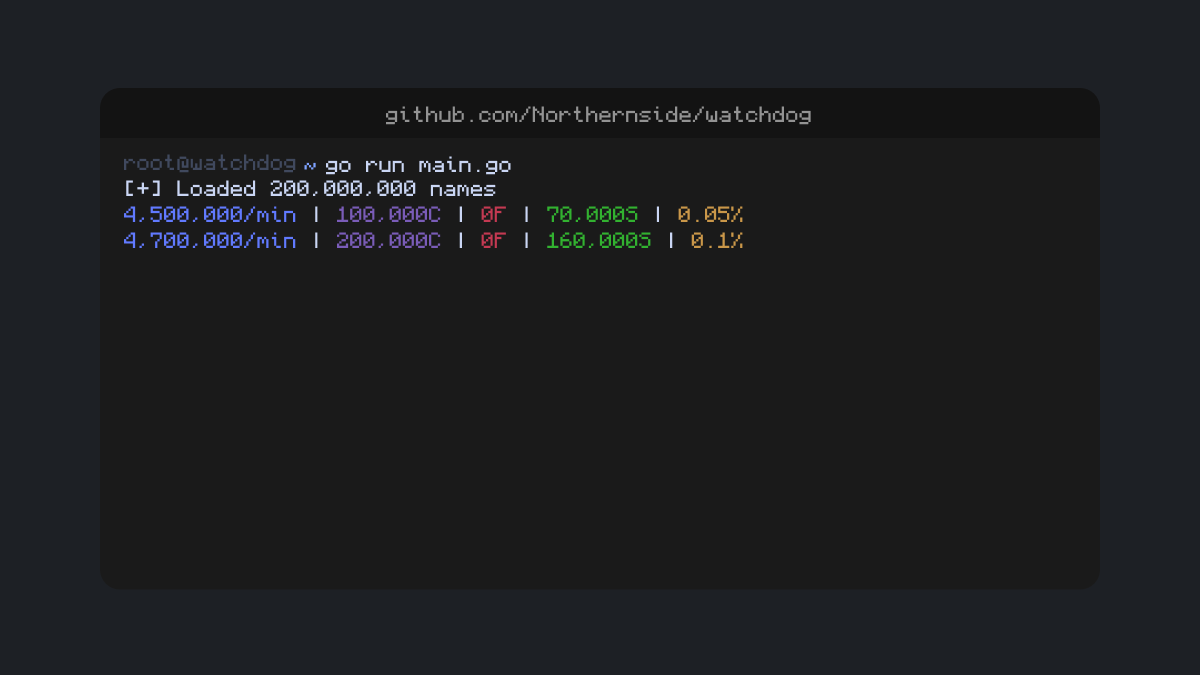 github.com/Northernside/watchdog
root@watchdog ~ go run main.go
[+] Loaded 200,000,000 names
4,500,000/min | 100,000C | 0F | 70,000S | 0.05%
4,700,000/min | 200,000C | 0F | 160,000S | 0.1%